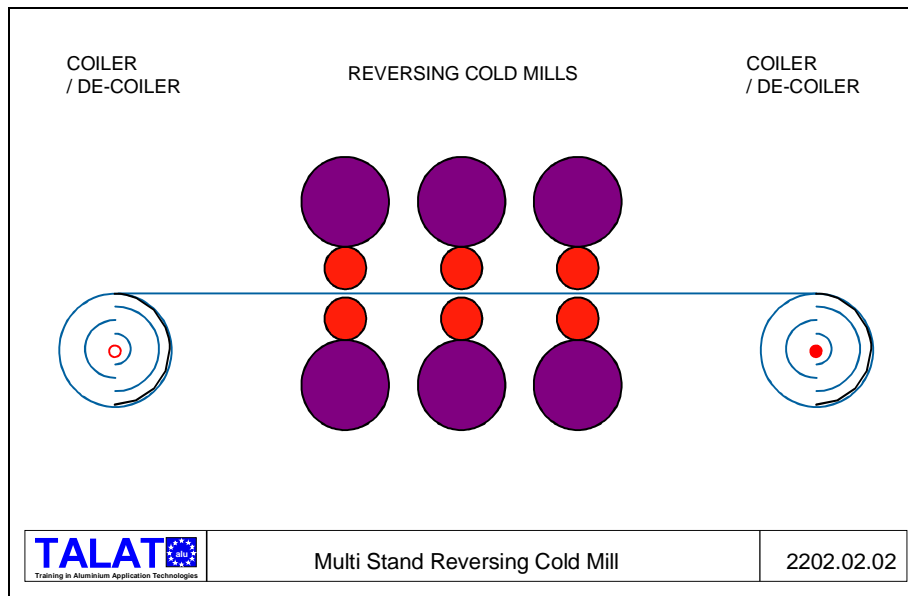 COILER
/ DE-COILER
REVERSING COLD MILLS
COILER
/ DE-COILER
TALAT
alu
Training in Aluminium Application Technologies
Multi Stand Reversing Cold Mill
2202.02.02